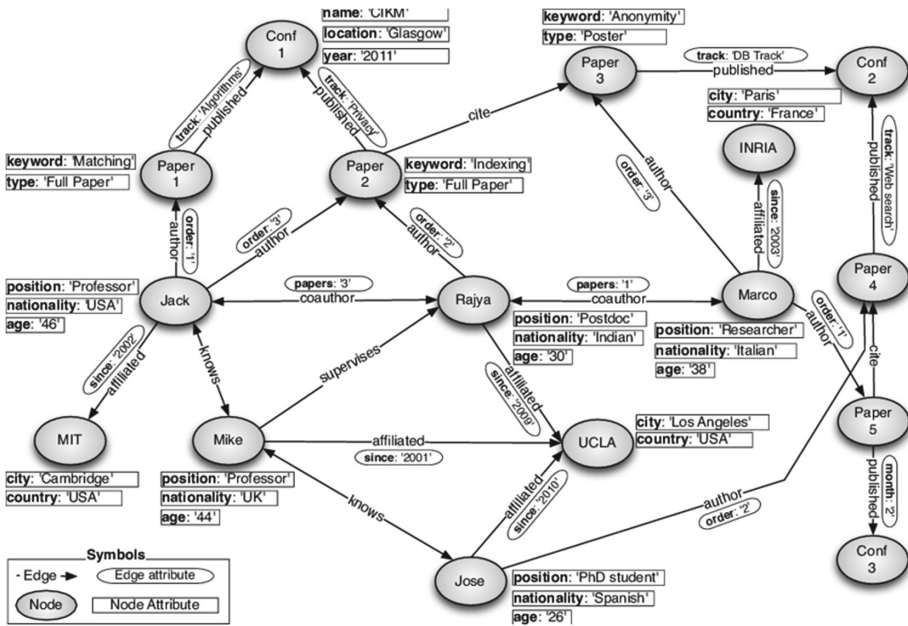 name: 'CIKM'
location: 'Glasgow'
year: '2011'
Conf
1
keyword: 'Anonymity'
type: 'Poster'
Paper
3
track: 'DB Track'
published
Conf
2
track: 'Algorithms'
published
track: 'Privacy'
published
cite
city: 'Paris'
country: 'France'
INRIA
keyword: 'Matching'
type: 'Full Paper'
Paper
1
Paper
2
keyword: 'Indexing'
type: 'Full Paper'
order: '3'
author
since: '2003'
affiliated
track: 'Web search'
published
order: '1'
author
order: '3'
author
order: '2'
author
position: 'Professor'
nationality: 'USA'
age: '46'
Jack
papers: '3'
coauthor
Rajya
papers: '1'
coauthor
Marco
Paper
4
position: 'Postdoc'
nationality: 'Indian'
age: '30'
position: 'Researcher'
nationality: 'Italian'
age: '38'
order: '1'
author
cite
since: '2002'
affiliated
knows
supervises
affiliated
since: '2009'
MIT
city: 'Cambridge'
country: 'USA'
Mike
position: 'Professor'
nationality: 'UK'
age: '44'
affiliated
since: '2001'
UCLA
city: 'Los Angeles'
country: 'USA'
Paper
5
knows
affiliated
since: '2010'
author
order: '2'
month: '2'
published
Conf
3
Jose
position: 'PhD student'
nationality: 'Spanish'
age: '26'
Symbols
Edge
Edge attribute
Node
Node Attribute